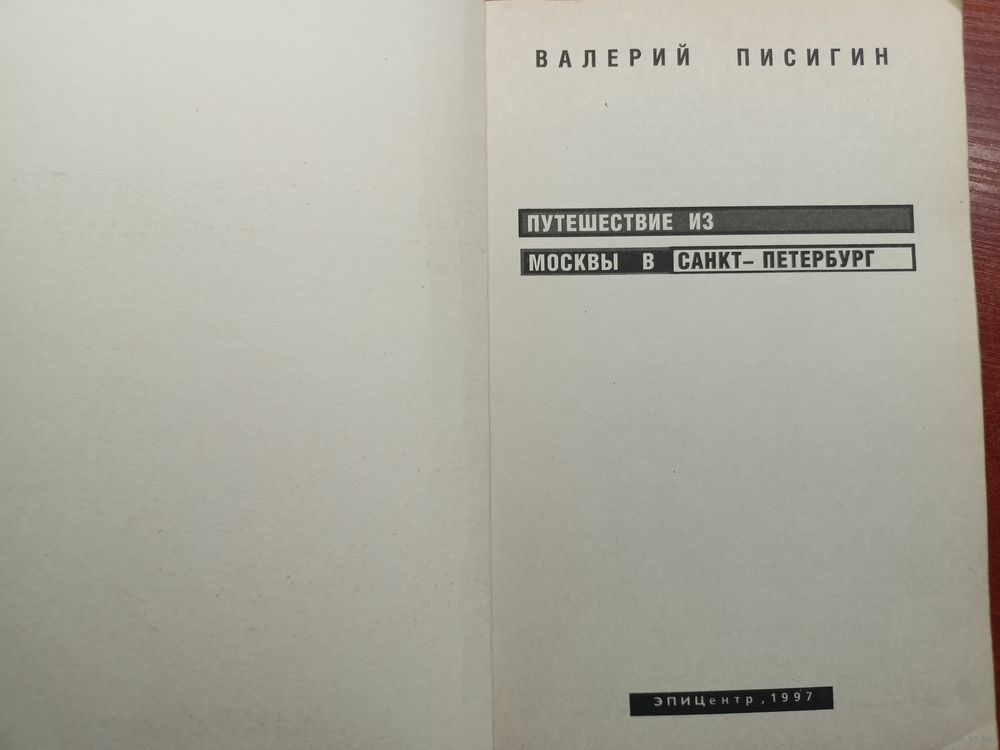 ВАЛЕРИЙ ПИСИГИН
ПУТЕШЕСТВИЕ ИЗ
МОСКВЫ В САНКТ- ПЕТЕРБУРГ
ЭПИЦентр, 1997